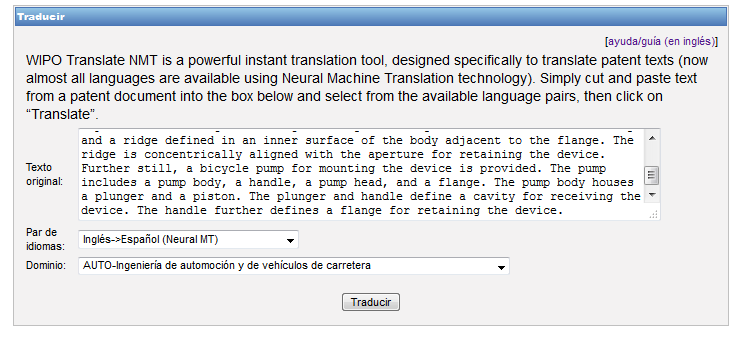 Traducir
[ayuda/guía (en inglés)]
WIPO Translate NMT is a powerful instant translation tool, designed specifically to translate patent texts (now
almost all languages are available using Neural Machine Translation technology). Simply cut and paste text
from a patent document into the box below and select from the available language pairs, then click on
“Translate”.
Texto
original:
and a ridge defined in an inner surface of the body adjacent to the flange. The
ridge is concentrically aligned with the aperture for retaining the device.
Further still, a bicycle pump for mounting the device is provided. The pump
includes a pump body, a handle, a pump head, and a flange. The pump body houses
a plunger and a piston. The plunger and handle define a cavity for receiving the
device. The handle further defines a flange for retaining the device.
Par de
idiomas:
Inglés->Español (Neural MT)
Dominio:
AUTO-Ingeniería de automoción y de vehículos de carretera
Traducir